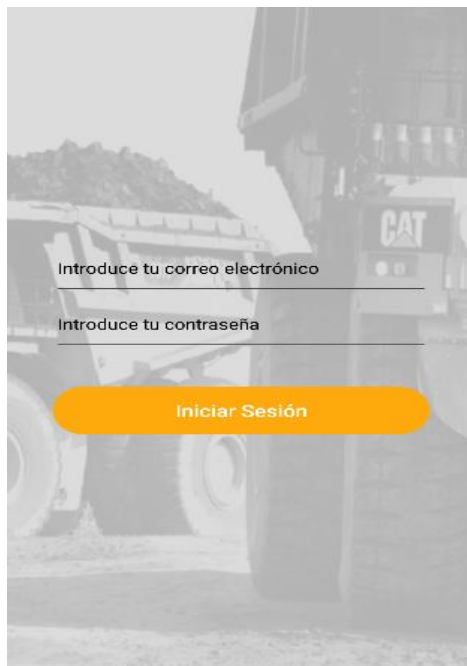 CAT
Introduce tu correo electrónico
Introduce tu contraseña
Iniciar Sesión